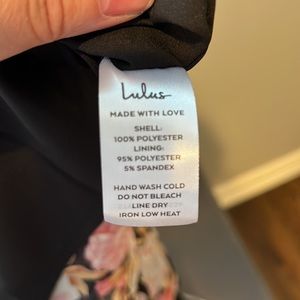 Lulus
MADE WITH LOVE
SHELL:
100% POLYESTER
LINING:
95% POLYESTER
5% SPANDEX
HAND WASH COLD
DO NOT BLEACH
LINE DRY
IRON LOW HEAT